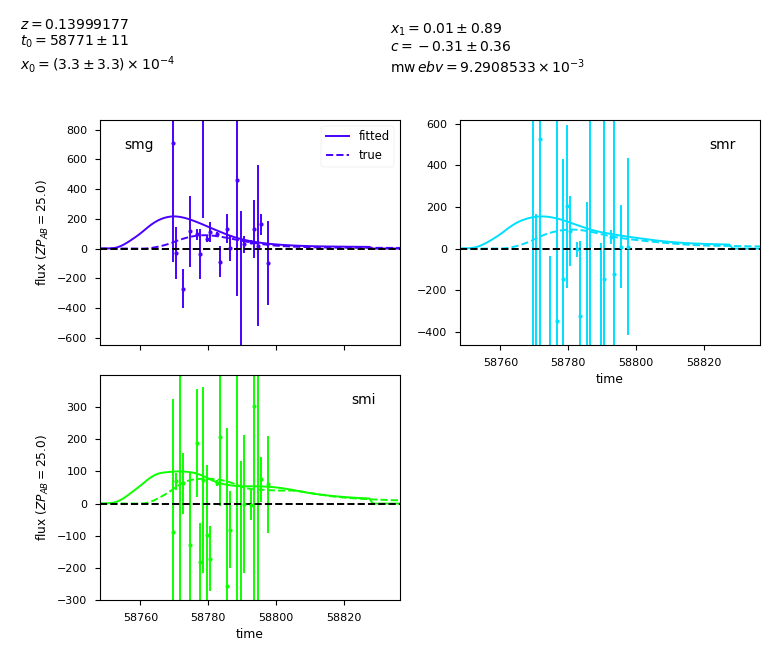 z = 0.13999177
t₀ = 58771 ± 11
x₀ = (3.3 ± 3.3) × 10⁻⁴
x₁ = 0.01 ± 0.89
c = −0.31 ± 0.36
mw ebv = 9.2908533 × 10⁻³
smg
fitted
true
flux (ZP_AB = 25.0)
800
600
400
200
0
−200
−400
−600
smr
600
400
200
0
−200
−400
58760 58780 58800 58820
time
smi
flux (ZP_AB = 25.0)
300
200
100
0
−100
−200
−300
58760 58780 58800 58820
time